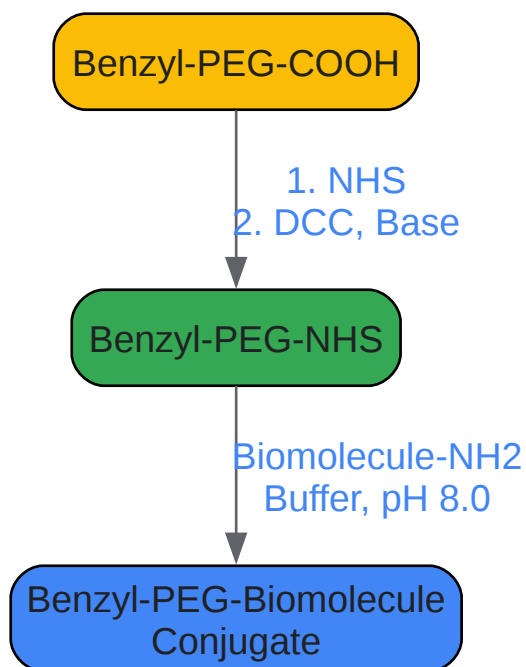 Benzyl-PEG-COOH
1. NHS
2. DCC, Base
Benzyl-PEG-NHS
Biomolecule-NH2
Buffer, pH 8.0
Benzyl-PEG-Biomolecule
Conjugate